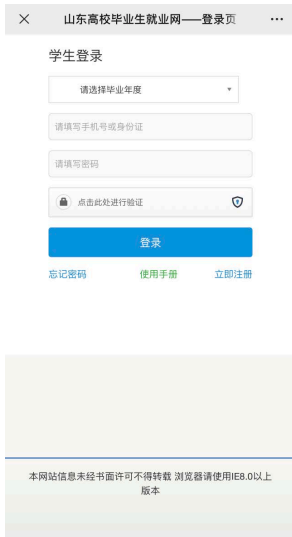 山东高校毕业生就业网——登录页
学生登录
请选择毕业年度
请填写手机号或身份证
请填写密码
点击此处进行验证
登录
忘记密码 使用手册 立即注册
本网站信息未经书面许可不得转载 浏览器请使用IE8.0以上
版本